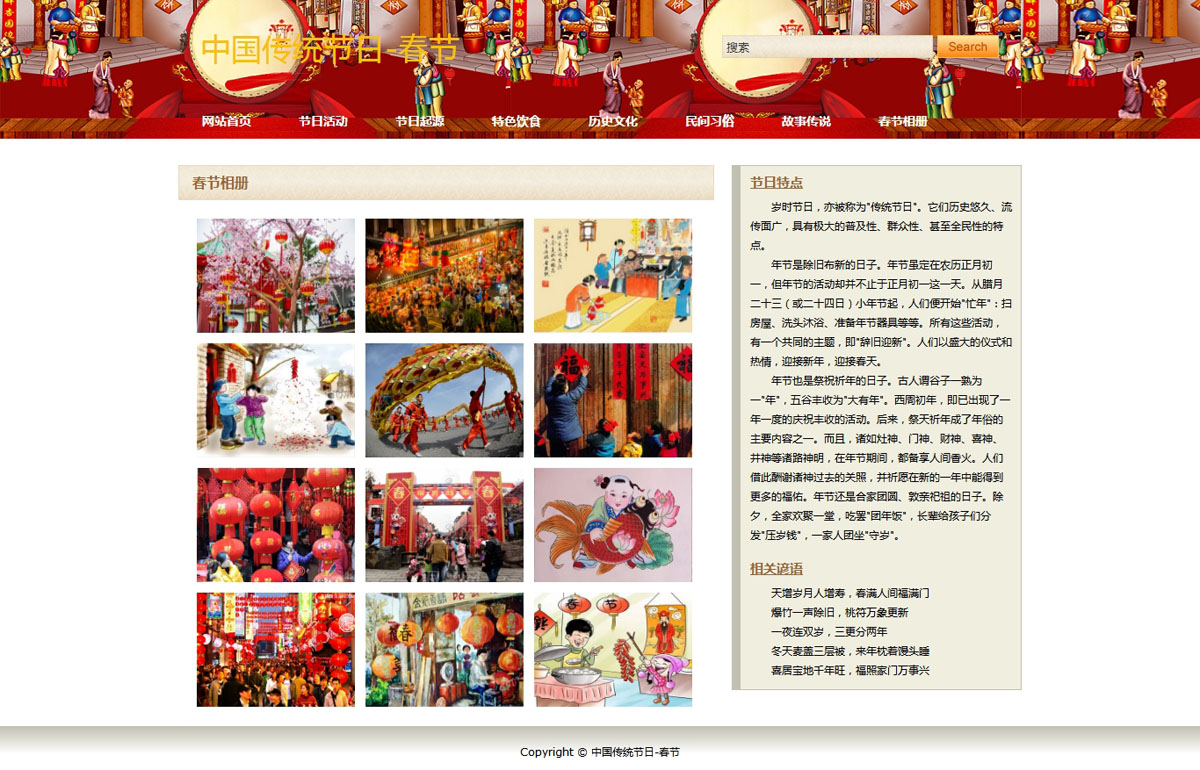 中国传统节日-春节
搜索
Search
网站首页 节日活动 节日起源 特色饮食 历史文化 民间习俗 故事传说 春节相册
春节相册
节日特点
岁时节日，亦被称为"传统节日"。它们历史悠久、流
传面广，具有极大的普及性、群众性、甚至全民性的特
点。
年节是除旧布新的日子。年节虽定在农历正月初
一，但年节的活动却并不止于正月初一这一天。从腊月
二十三（或二十四日）小年节起，人们便开始"忙年"：扫
房屋、洗头沐浴、准备年节器具等等。所有这些活动，
有一个共同的主题，即"辞旧迎新"。人们以盛大的仪式和
热情，迎接新年，迎接春天。
年节也是祭祝祈年的日子。古人谓谷子一熟为
一"年"，五谷丰收为"大有年"。西周初年，即已出现了一
年一度的庆祝丰收的活动。后来，祭天祈年成了年俗的
主要内容之一。而且，诸如灶神、门神、财神、喜神、
井神等诸路神明，在年节期间，都备享人间香火。人们
借此酬谢诸神过去的关照，并祈愿在新的一年中能得到
更多的福佑。年节还是合家团圆、敦亲祀祖的日子。除
夕，全家欢聚一堂，吃罢"团年饭"，长辈给孩子们分
发"压岁钱"，一家人团坐"守岁"。
相关谚语
天增岁月人增寿，春满人间福满门
爆竹一声除旧，桃符万象更新
一夜连双岁，三更分两年
冬天麦盖三层被，来年枕着馒头睡
喜居宝地千年旺，福照家门万事兴
福
春
春
春
春 节
Copyright © 中国传统节日-春节